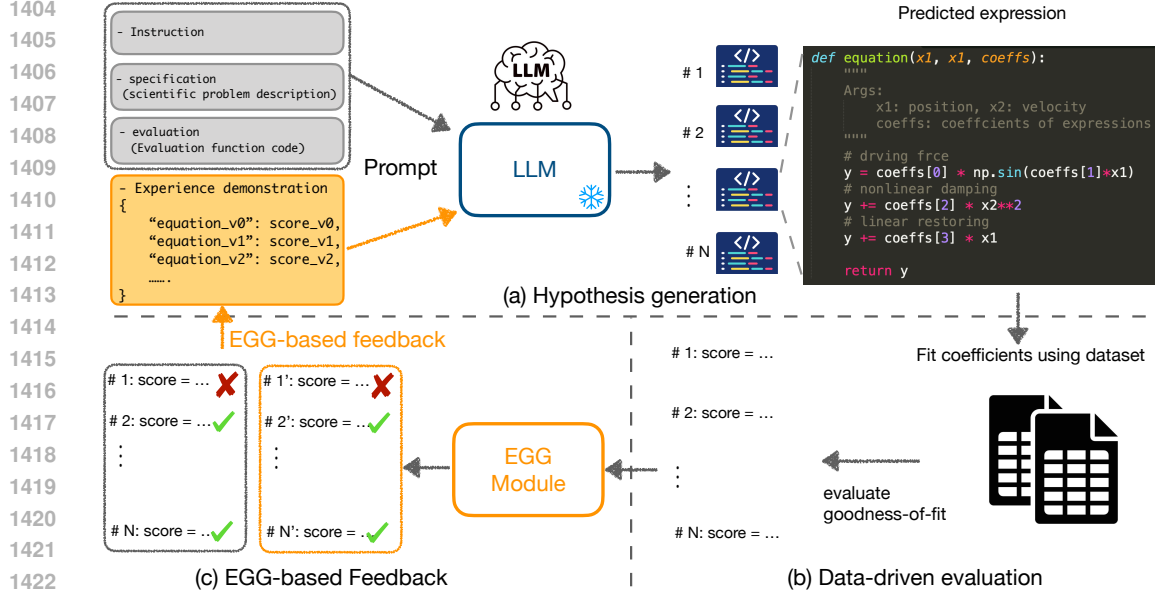 1404
1405
1406
1407
1408
1409
1410
1411
1412
1413
1414
1415
1416
1417
1418
1419
1420
1421
1422
- Instruction
- specification
(scientific problem description)
- evaluation
(Evaluation function code)
- Experience demonstration
{
“equation_v0”: score_v0,
“equation_v1”: score_v1,
“equation_v2”: score_v2,
…….
}
Prompt
LLM
LLM
# 1
# 2
⋮
# N
Predicted expression
def equation(x1, x1, coeffs):
"""
Args:
x1: position, x2: velocity
coeffs: coeffcients of expressions
"""
# drving frce
y = coeffs[0] * np.sin(coeffs[1]*x1)
# nonlinear damping
y += coeffs[2] * x2**2
# linear restoring
y += coeffs[3] * x1
return y
(a) Hypothesis generation
Fit coefficients using dataset
evaluate
goodness-of-fit
# 1: score = ...
# 2: score = ...
⋮
# N: score = ...
(b) Data-driven evaluation
EGG
Module
EGG-based feedback
# 1: score = ...
# 2: score = ...
⋮
# N: score = ..
# 1’: score = ...
# 2’: score = ...
⋮
# N’: score = ...
(c) EGG-based Feedback